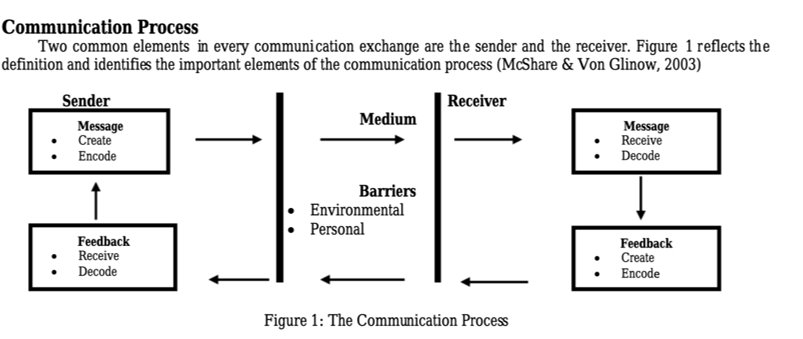 Communication Process
Two common elements in every communication exchange are the sender and the receiver. Figure 1 reflects the
definition and identifies the important elements of the communication process (McShare & Von Glinow, 2003)
Sender
Message
• Create
• Encode
Medium
Receiver
Message
• Receive
• Decode
Barriers
• Environmental
• Personal
Feedback
• Receive
• Decode
Feedback
• Create
• Encode
Figure 1: The Communication Process